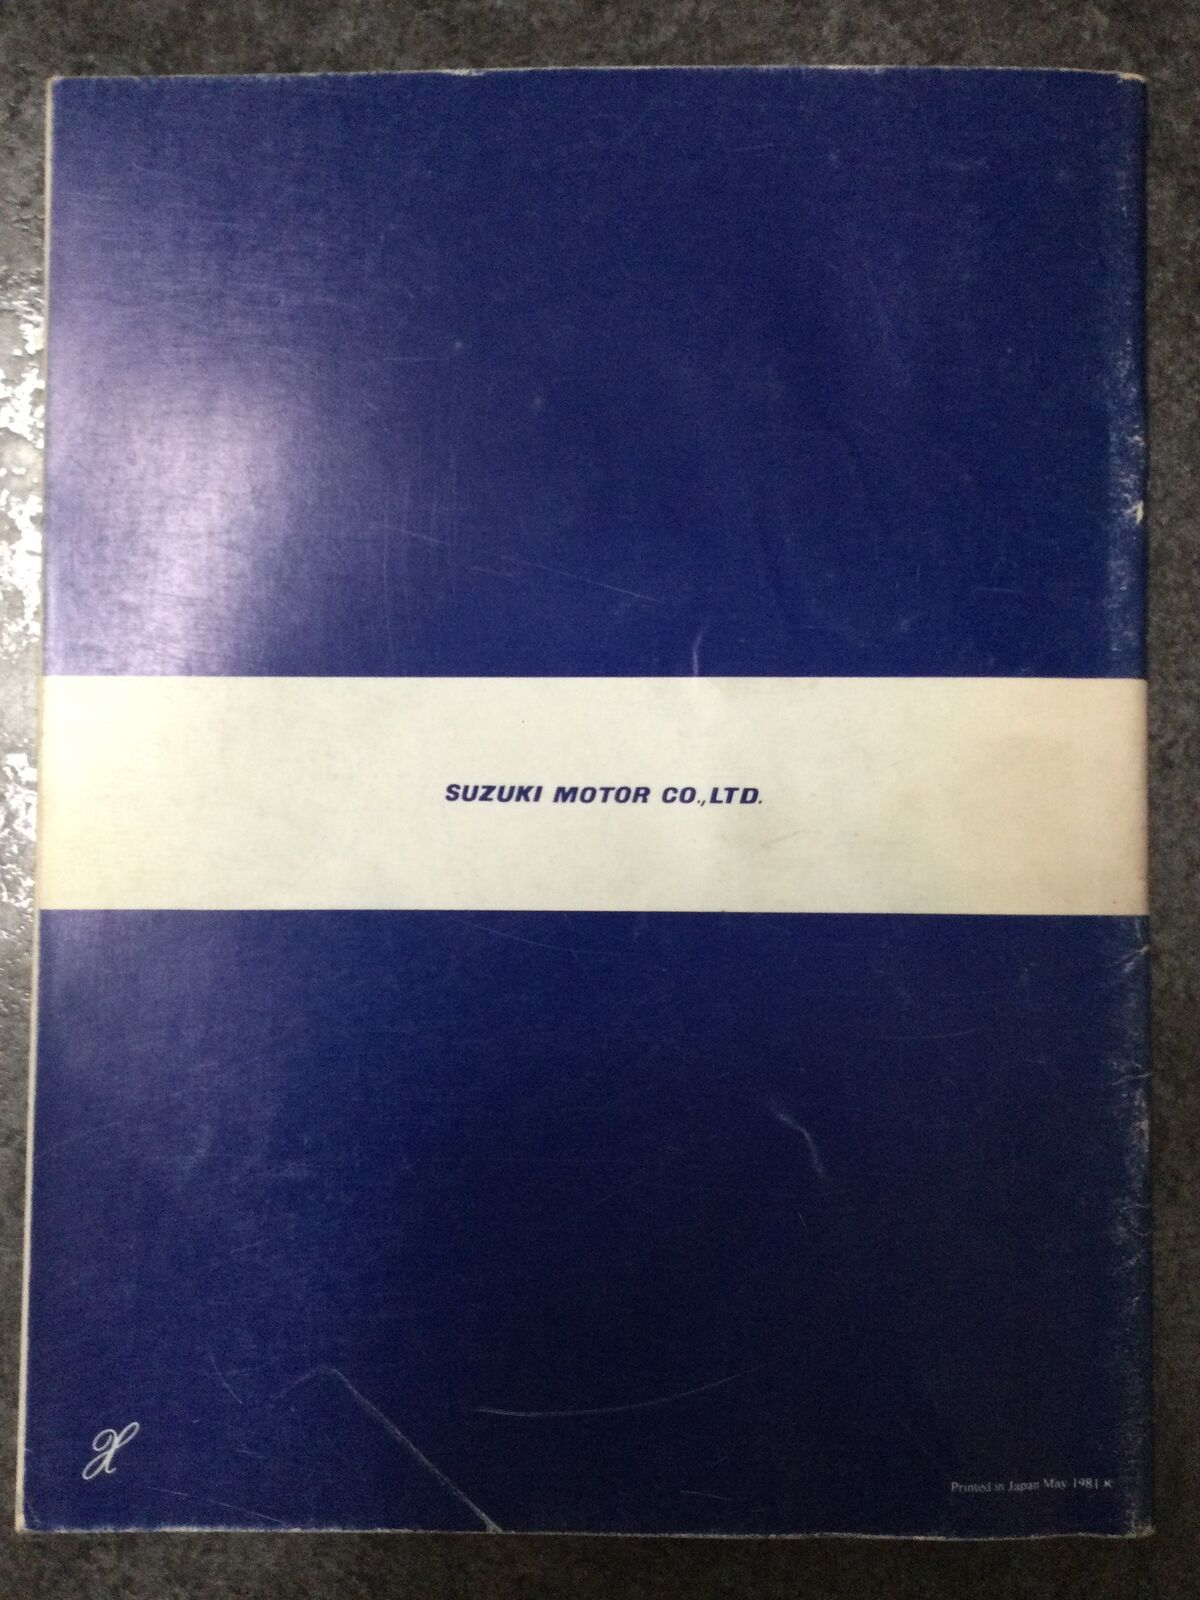 SUZUKI MOTOR CO.,LTD.
Printed in Japan May 1981 K